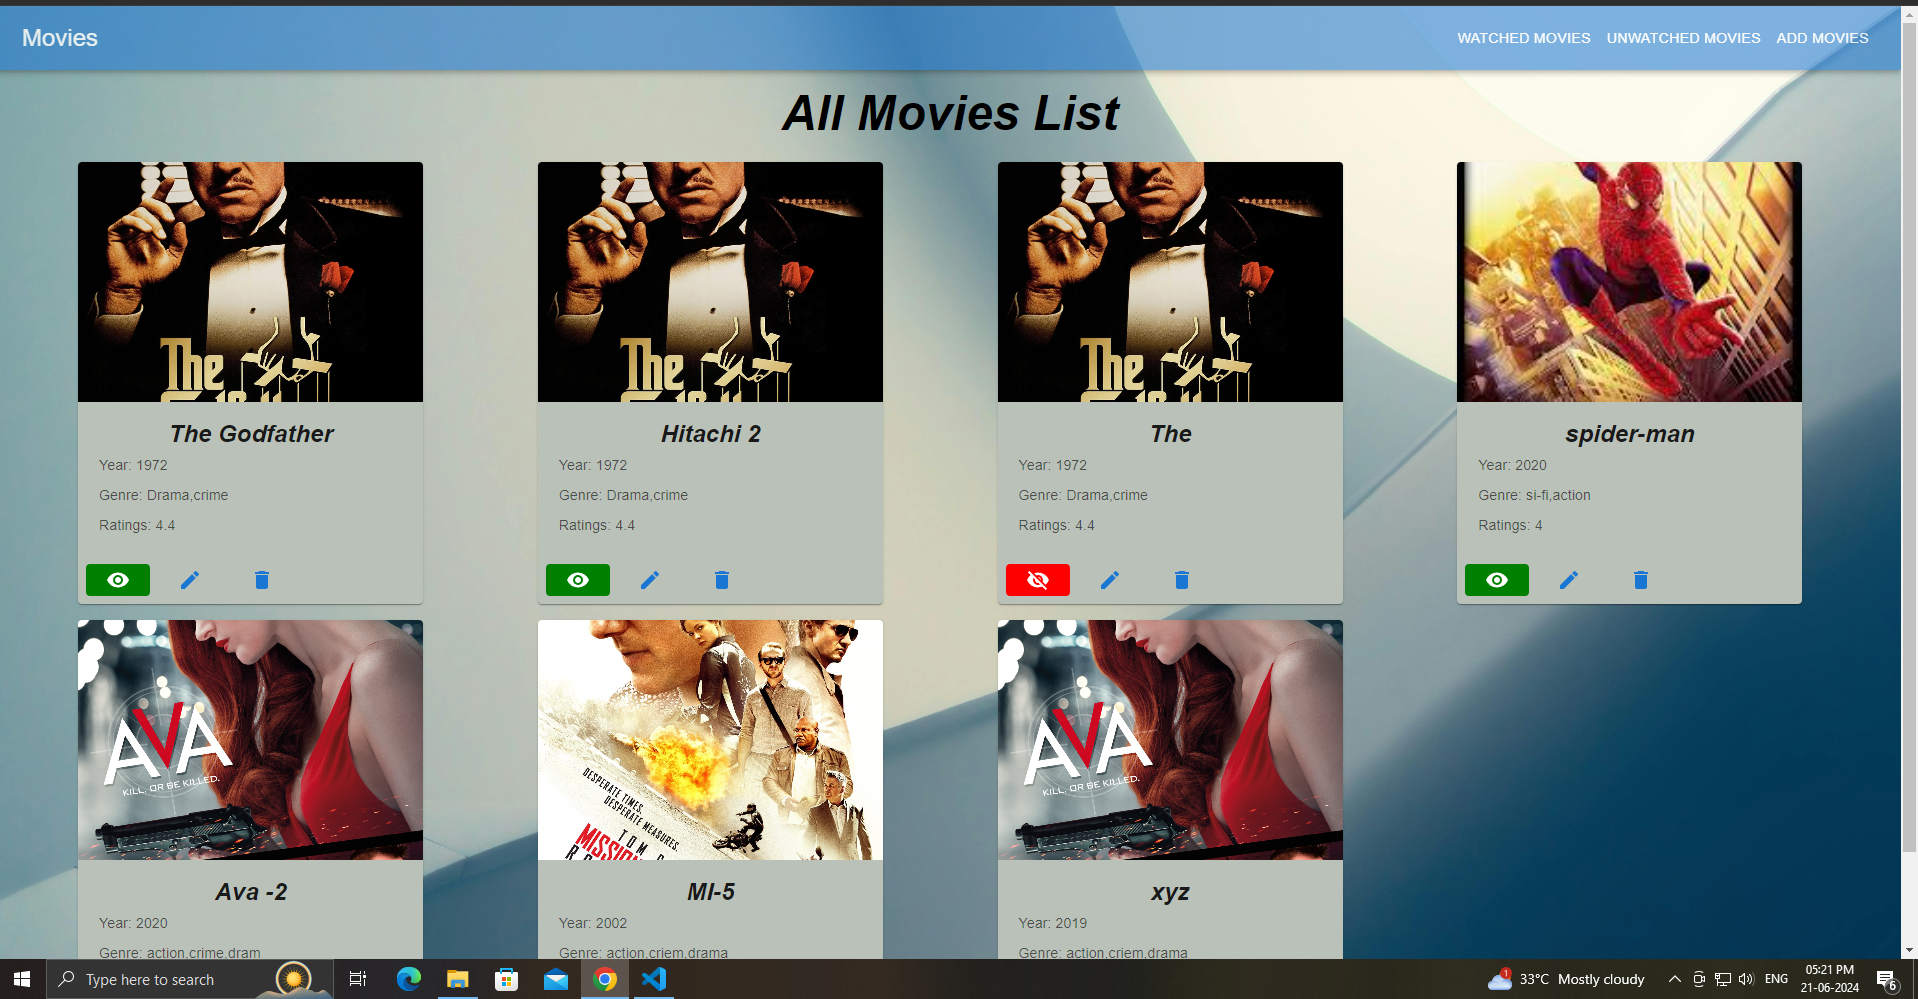 Movies
WATCHED MOVIES
UNWATCHED MOVIES
ADD MOVIES
All Movies List
The
The
The
The Godfather
Year: 1972
Genre: Drama,crime
Ratings: 4.4
Hitachi 2
Year: 1972
Genre: Drama,crime
Ratings: 4.4
The
Year: 1972
Genre: Drama,crime
Ratings: 4.4
spider-man
Year: 2020
Genre: si-fi,action
Ratings: 4
AVA
KILL. OR BE KILLED.
DESPERATE TIMES.
DESPERATE MEASURES.
TOM
MISSION
AVA
KILL. OR BE KILLED.
Ava -2
Year: 2020
Genre: action,crime,dram
MI-5
Year: 2002
Genre: action,criem,drama
xyz
Year: 2019
Genre: action,criem,drama
Type here to search
1
33°C Mostly cloudy
ENG
05:21 PM
21-06-2024
6